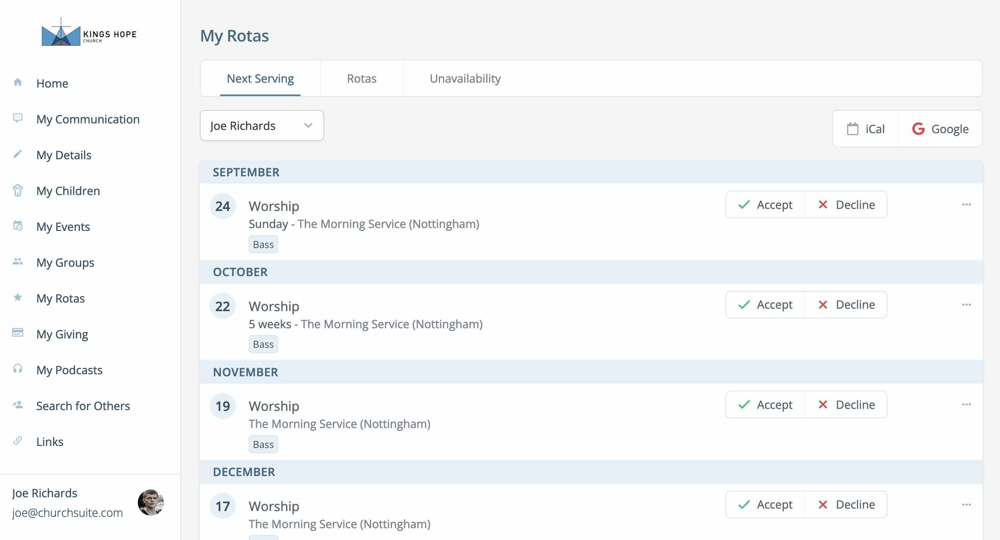 KINGS HOPE
CHURCH
Home
My Communication
My Details
My Children
My Events
My Groups
My Rotas
My Giving
My Podcasts
Search for Others
Links
Joe Richards
joe@churchsuite.com
My Rotas
Next Serving
Rotas
Unavailability
Joe Richards
iCal
Google
SEPTEMBER
24
Worship
Accept
Decline
Sunday - The Morning Service (Nottingham)
Bass
OCTOBER
22
Worship
Accept
Decline
5 weeks - The Morning Service (Nottingham)
Bass
NOVEMBER
19
Worship
Accept
Decline
The Morning Service (Nottingham)
Bass
DECEMBER
17
Worship
Accept
Decline
The Morning Service (Nottingham)